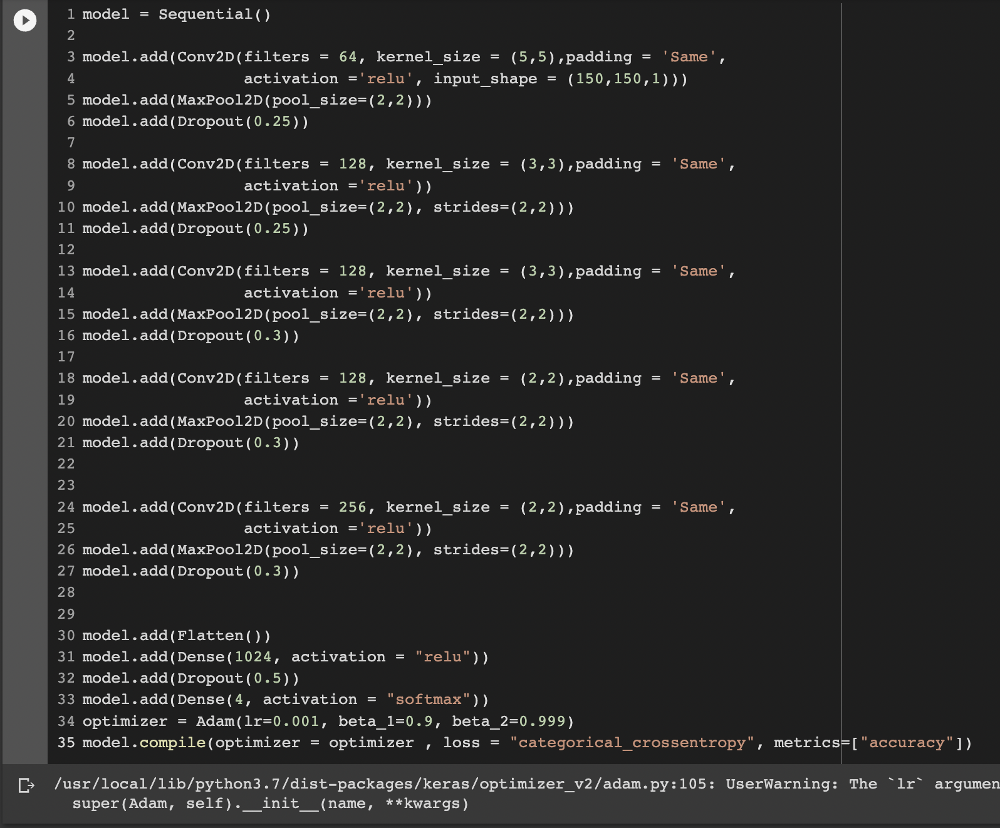 1 model = Sequential()
2
3 model.add(Conv2D(filters = 64, kernel_size = (5,5),padding = 'Same',
4                  activation ='relu', input_shape = (150,150,1)))
5 model.add(MaxPool2D(pool_size=(2,2)))
6 model.add(Dropout(0.25))
7
8 model.add(Conv2D(filters = 128, kernel_size = (3,3),padding = 'Same',
9                  activation ='relu'))
10 model.add(MaxPool2D(pool_size=(2,2), strides=(2,2)))
11 model.add(Dropout(0.25))
12
13 model.add(Conv2D(filters = 128, kernel_size = (3,3),padding = 'Same',
14                  activation ='relu'))
15 model.add(MaxPool2D(pool_size=(2,2), strides=(2,2)))
16 model.add(Dropout(0.3))
17
18 model.add(Conv2D(filters = 128, kernel_size = (2,2),padding = 'Same',
19                  activation ='relu'))
20 model.add(MaxPool2D(pool_size=(2,2), strides=(2,2)))
21 model.add(Dropout(0.3))
22
23
24 model.add(Conv2D(filters = 256, kernel_size = (2,2),padding = 'Same',
25                  activation ='relu'))
26 model.add(MaxPool2D(pool_size=(2,2), strides=(2,2)))
27 model.add(Dropout(0.3))
28
29
30 model.add(Flatten())
31 model.add(Dense(1024, activation = "relu"))
32 model.add(Dropout(0.5))
33 model.add(Dense(4, activation = "softmax"))
34 optimizer = Adam(lr=0.001, beta_1=0.9, beta_2=0.999)
35 model.compile(optimizer = optimizer , loss = "categorical_crossentropy", metrics=["accuracy"])
/usr/local/lib/python3.7/dist-packages/keras/optimizer_v2/adam.py:105: UserWarning: The `lr` argumen
  super(Adam, self).__init__(name, **kwargs)